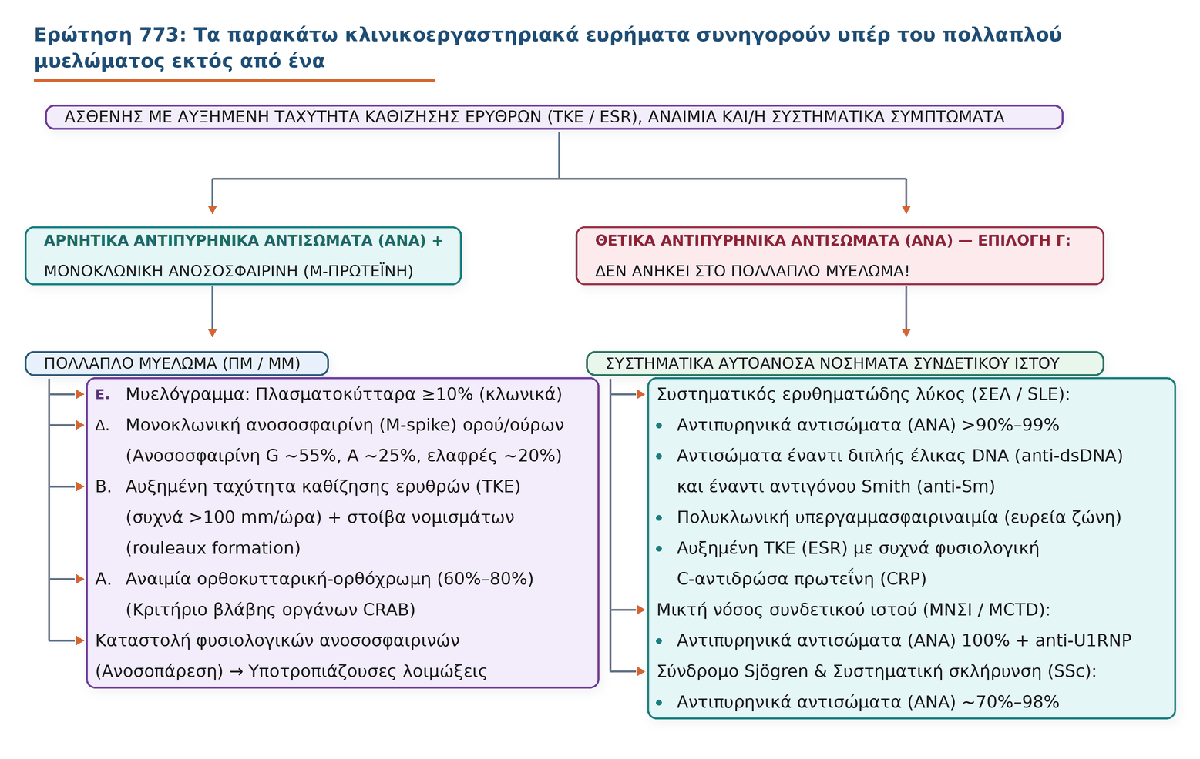 Ερώτηση 773: Τα παρακάτω κλινικοεργαστηριακά ευρήματα συνηγορούν υπέρ του πολλαπλού
μυελώματος εκτός από ένα
ΑΣΘΕΝΗΣ ΜΕ ΑΥΞΗΜΕΝΗ ΤΑΧΥΤΗΤΑ ΚΑΘΙΖΗΣΗΣ ΕΡΥΘΡΩΝ (ΤΚΕ / ESR), ΑΝΑΙΜΙΑ ΚΑΙ/Η ΣΥΣΤΗΜΑΤΙΚΑ ΣΥΜΠΤΩΜΑΤΑ
ΑΡΝΗΤΙΚΑ ΑΝΤΙΠΥΡΗΝΙΚΑ ΑΝΤΙΣΩΜΑΤΑ (ANA) +
ΜΟΝΟΚΛΩΝΙΚΗ ΑΝΟΣΟΣΦΑΙΡΙΝΗ (Μ-ΠΡΩΤΕΪΝΗ)
ΘΕΤΙΚΑ ΑΝΤΙΠΥΡΗΝΙΚΑ ΑΝΤΙΣΩΜΑΤΑ (ANA) — ΕΠΙΛΟΓΗ Γ:
ΔΕΝ ΑΝΗΚΕΙ ΣΤΟ ΠΟΛΛΑΠΛΟ ΜΥΕΛΩΜΑ!
ΠΟΛΛΑΠΛΟ ΜΥΕΛΩΜΑ (ΠΜ / MM)
Ε. Μυελόγραμμα: Πλασματοκύτταρα ≥10% (κλωνικά)
Δ. Μονοκλωνική ανοσοσφαιρίνη (M-spike) ορού/ούρων
(Ανοσοσφαιρίνη G ~55%, A ~25%, ελαφρές ~20%)
Β. Αυξημένη ταχύτητα καθίζησης ερυθρών (ΤΚΕ)
(συχνά >100 mm/ώρα) + στοίβα νομισμάτων
(rouleaux formation)
Α. Αναιμία ορθοκυτταρική-ορθόχρωμη (60%–80%)
(Κριτήριο βλάβης οργάνων CRAB)
Καταστολή φυσιολογικών ανοσοσφαιρινών
(Ανοσοπάρεση) → Υποτροπιάζουσες λοιμώξεις
ΣΥΣΤΗΜΑΤΙΚΑ ΑΥΤΟΑΝΟΣΑ ΝΟΣΗΜΑΤΑ ΣΥΝΔΕΤΙΚΟΥ ΙΣΤΟΥ
Συστηματικός ερυθηματώδης λύκος (ΣΕΛ / SLE):
• Αντιπυρηνικά αντισώματα (ANA) >90%–99%
• Αντισώματα έναντι διπλής έλικας DNA (anti-dsDNA)
και έναντι αντιγόνου Smith (anti-Sm)
• Πολυκλωνική υπεργαμμασφαιριναιμία (ευρεία ζώνη)
• Αυξημένη ΤΚΕ (ESR) με συχνά φυσιολογική
C-αντιδρώσα πρωτεΐνη (CRP)
Μικτή νόσος συνδετικού ιστού (ΜΝΣΙ / MCTD):
• Αντιπυρηνικά αντισώματα (ANA) 100% + anti-U1RNP
Σύνδρομο Sjögren & Συστηματική σκλήρυνση (SSc):
• Αντιπυρηνικά αντισώματα (ANA) ~70%–98%